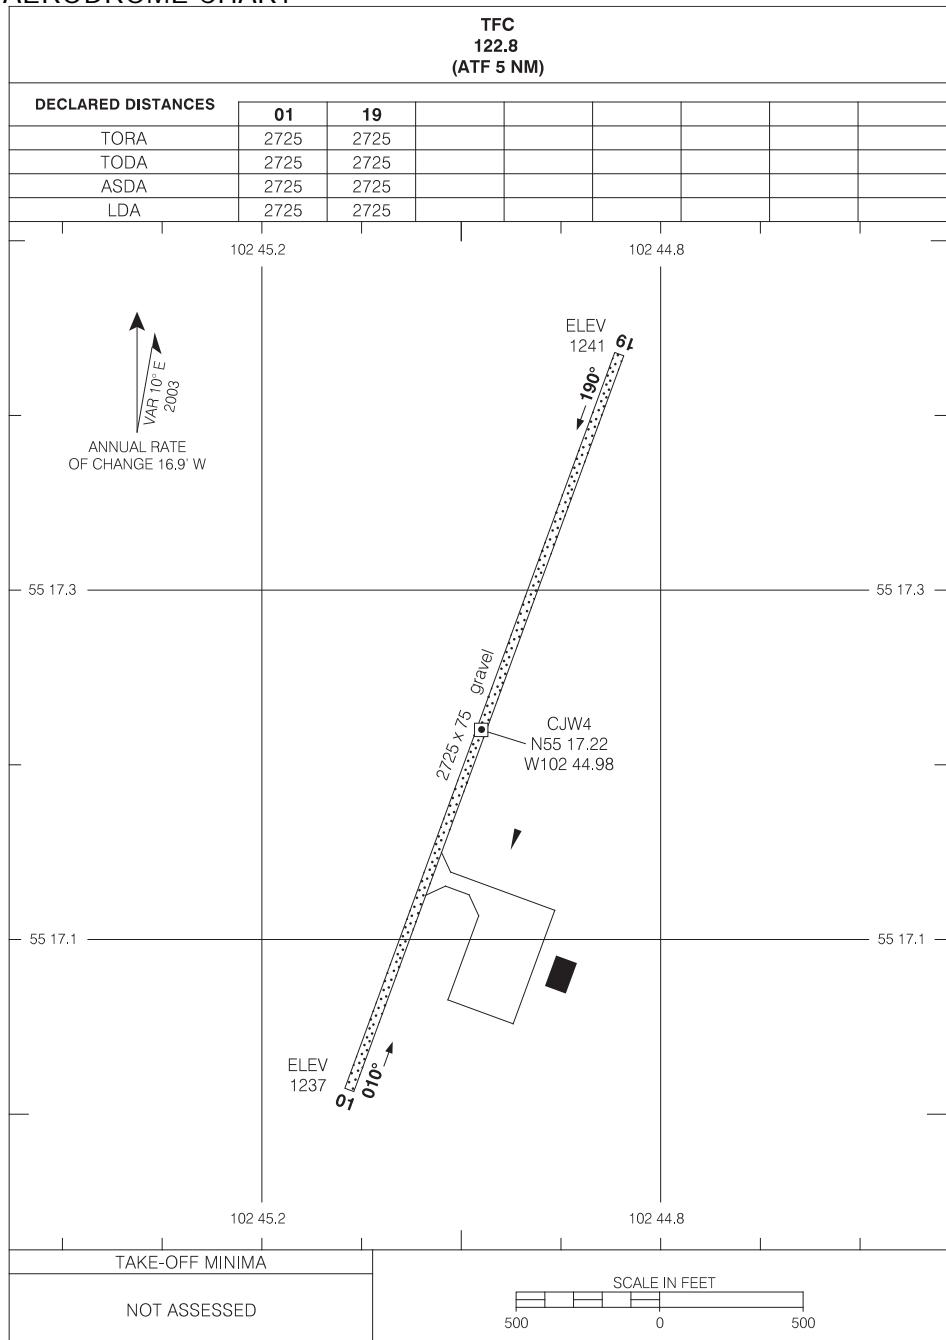 AERODROME CHART
TFC
122.8
(ATF 5 NM)
DECLARED DISTANCES 01 19
TORA 2725 2725
TODA 2725 2725
ASDA 2725 2725
LDA 2725 2725
102 45.2 102 44.8
ELEV
1241
19
190°
VAR 10° E
2003
ANNUAL RATE
OF CHANGE 16.9' W
55 17.3 55 17.3
2725 x 75 gravel
CJW4
N55 17.22
W102 44.98
55 17.1 55 17.1
ELEV
1237
01
010°
102 45.2 102 44.8
TAKE-OFF MINIMA
NOT ASSESSED
SCALE IN FEET
500 0 500